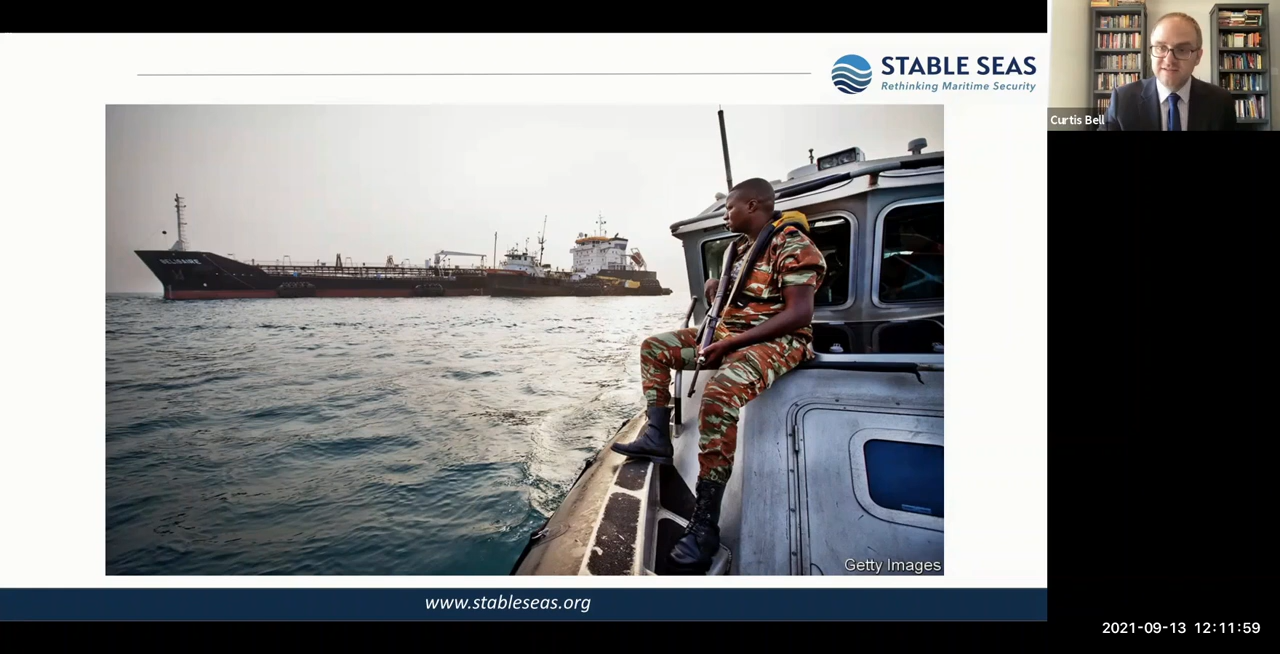 STABLE SEAS
Rethinking Maritime Security
Curtis Bell
Getty Images
www.stableseas.org
2021-09-13 12:11:59